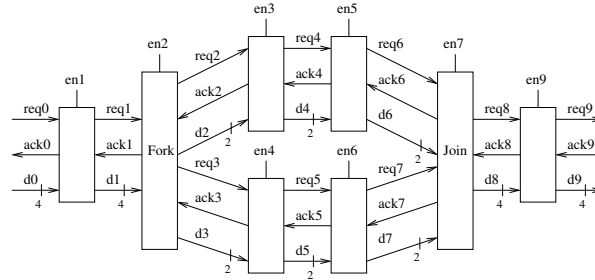 en3 en5
en2 en7
en1 en9
req0 req1 req2 req4 req6 req8 req9
ack0 ack1 ack2 ack4 ack6 ack8 ack9
d0 d1 d2 d4 d6 d8 d9
4 4 2 2 2 4 4
Fork Join
en4 en6
req3 req5 req7
ack3 ack5 ack7
d3 d5 d7
2 2 2